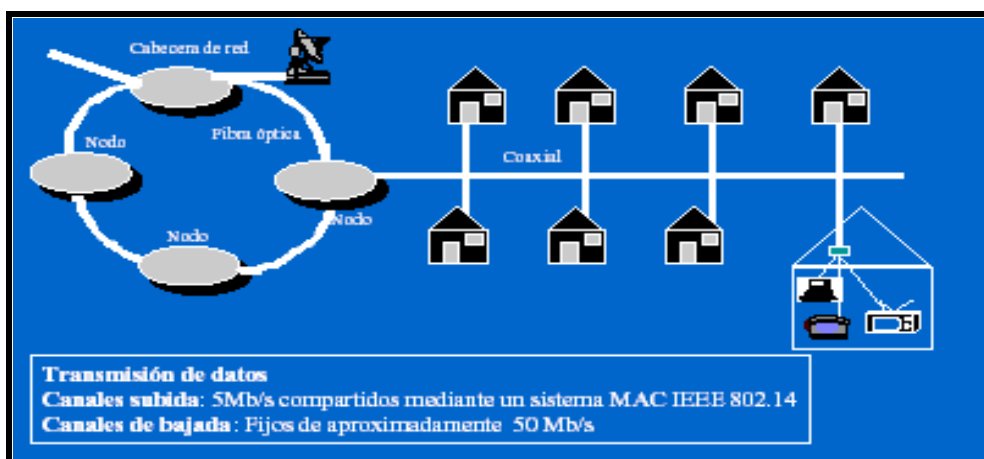 Cabecera de red
Nodo
Fibra óptica
Coaxial
Nodo
Nodo
Transmisión de datos
Canales subida: 5Mb/s compartidos mediante un sistema MAC IEEE 802.14
Canales de bajada: Fijos de aproximadamente 50 Mb/s